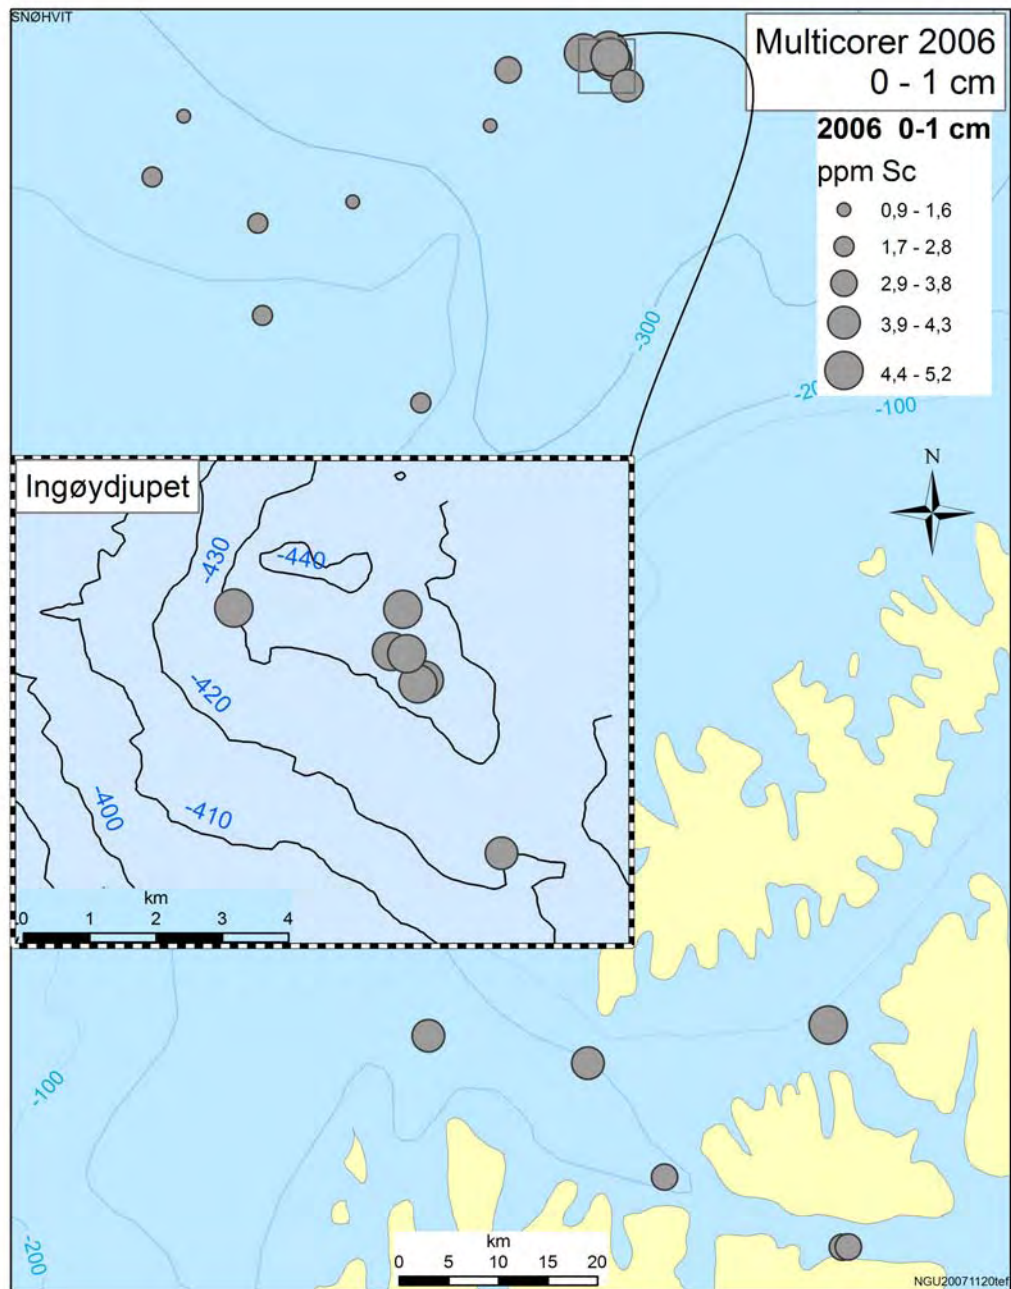 SNØHVIT
Multicorer 2006
0 - 1 cm
2006 0-1 cm
ppm Sc
0,9 - 1,6
1,7 - 2,8
2,9 - 3,8
3,9 - 4,3
4,4 - 5,2
-300
-100
N
Ingøydjupet
-430
-440
-420
-410
-400
km
0 1 2 3 4
-100
-200
km
0 5 10 15 20
NGU20071120tef